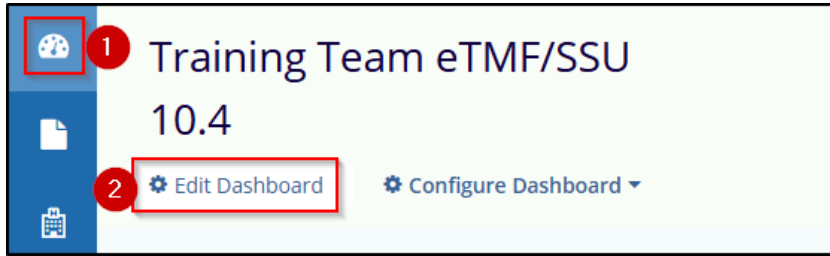 1
Training Team eTMF/SSU
10.4
2
Edit Dashboard
Configure Dashboard
H